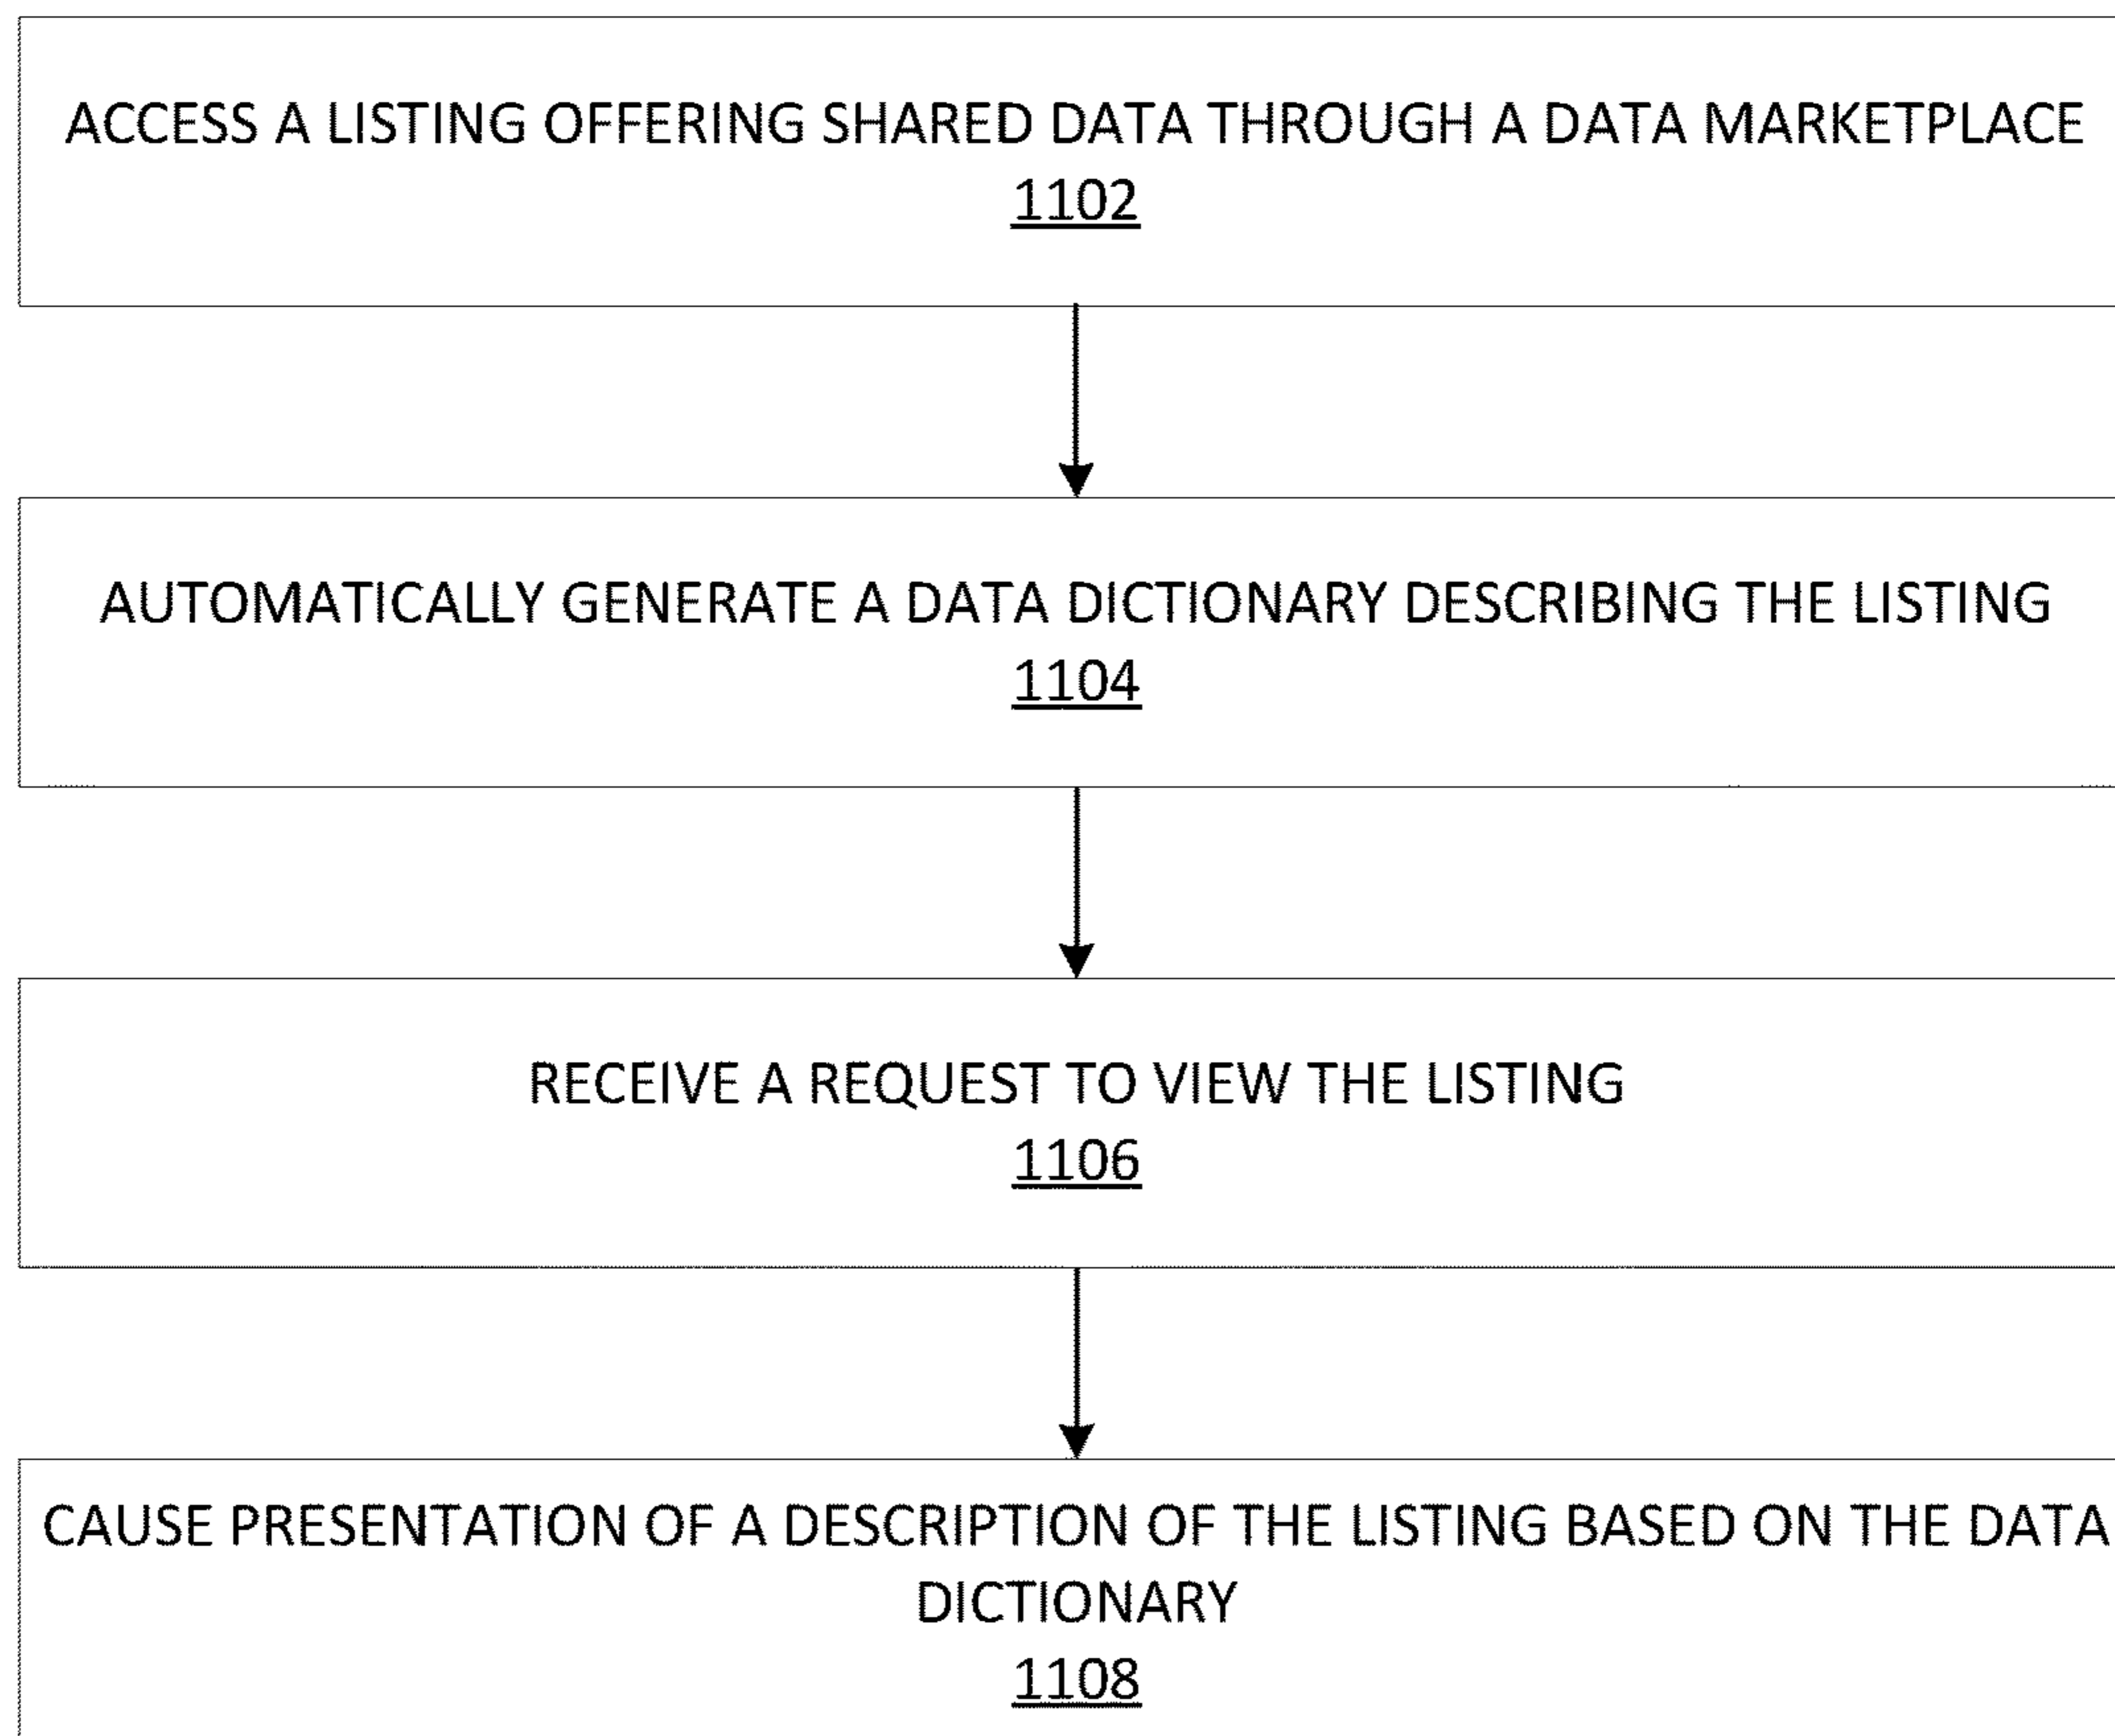 ACCESS A LISTING OFFERING SHARED DATA THROUGH A DATA MARKETPLACE
1102
AUTOMATICALLY GENERATE A DATA DICTIONARY DESCRIBING THE LISTING
1104
RECEIVE A REQUEST TO VIEW THE LISTING
1106
CAUSE PRESENTATION OF A DESCRIPTION OF THE LISTING BASED ON THE DATA
DICTIONARY
1108